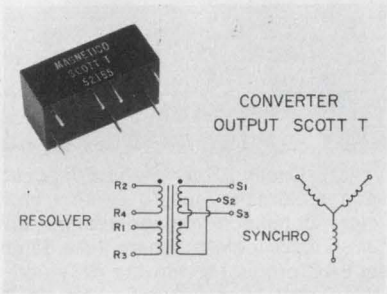 MAGNETICO
SCOTT T
52165
CONVERTER
OUTPUT SCOTT T
RESOLVER
R2
R4
R1
R3
S1
S2
S3
SYNCHRO